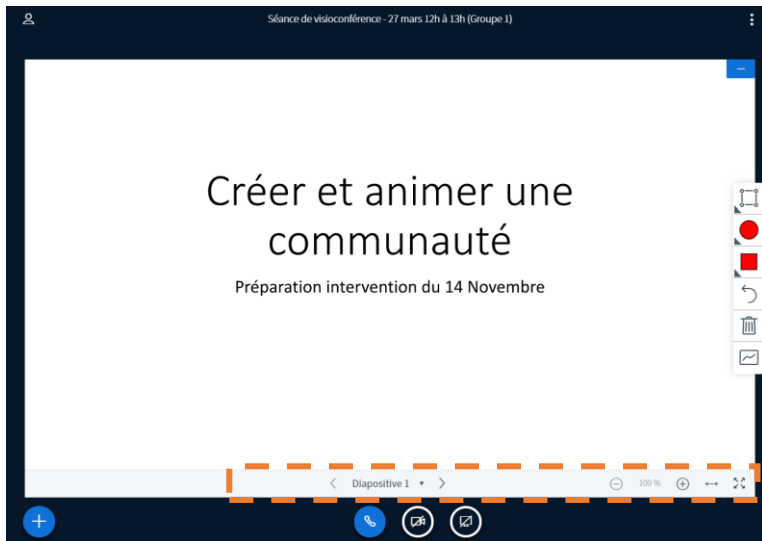 Séance de visioconférence - 27 mars 12h à 13h (Groupe 1)
Créer et animer une
communauté
Préparation intervention du 14 Novembre
Diapositive 1
100 %